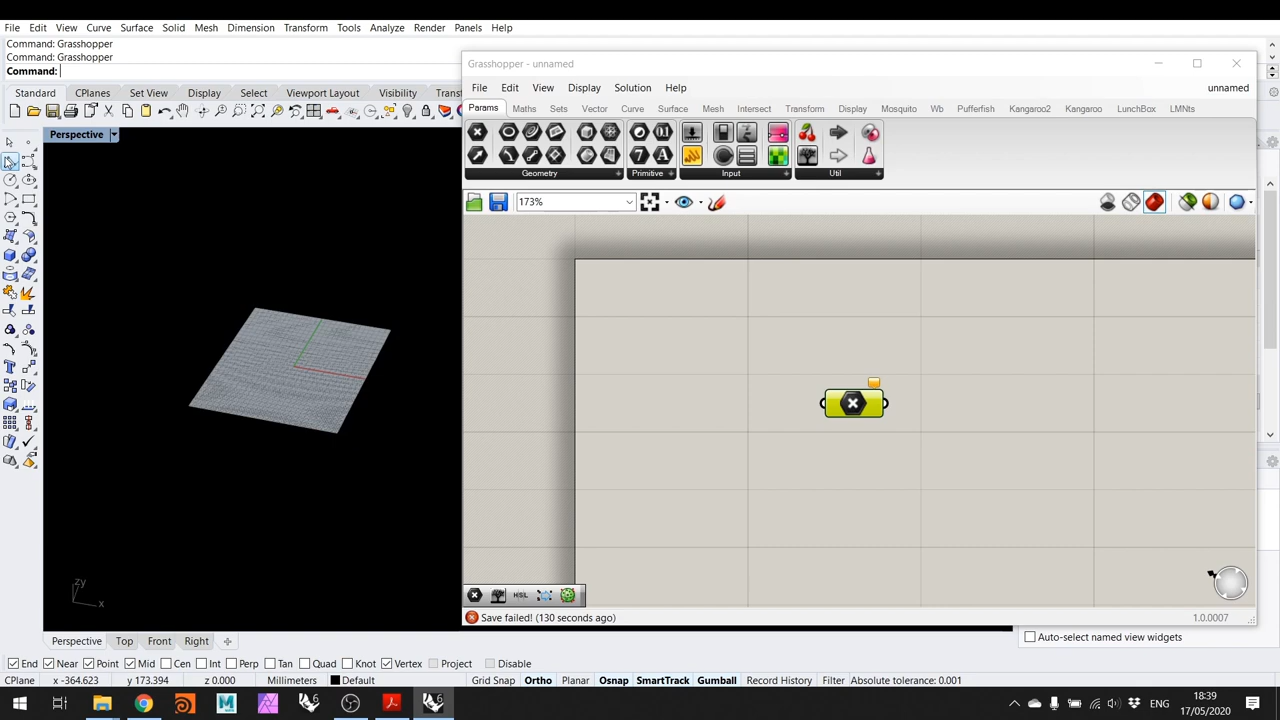 File Edit View Curve Surface Solid Mesh Dimension Transform Tools Analyze Render Panels Help
Command: Grasshopper
Command: Grasshopper
Command:
Standard CPlanes Set View Display Select Viewport Layout Visibility Trans
Perspective
Grasshopper - unnamed
File Edit View Display Solution Help unnamed
Params Maths Sets Vector Curve Surface Mesh Intersect Transform Display Mosquito Wb Pufferfish Kangaroo2 Kangaroo LunchBox LMNts
Geometry Primitive Input Util
173%
zy
x
Save failed! (130 seconds ago) 1.0.0007
Perspective Top Front Right
Auto-select named view widgets
End Near Point Mid Cen Int Perp Tan Quad Knot Vertex Project Disable
CPlane x -364.623 y 173.394 z 0.000 Millimeters Default Grid Snap Ortho Planar Osnap SmartTrack Gumball Record History Filter Absolute tolerance: 0.001
18:39
ENG
17/05/2020